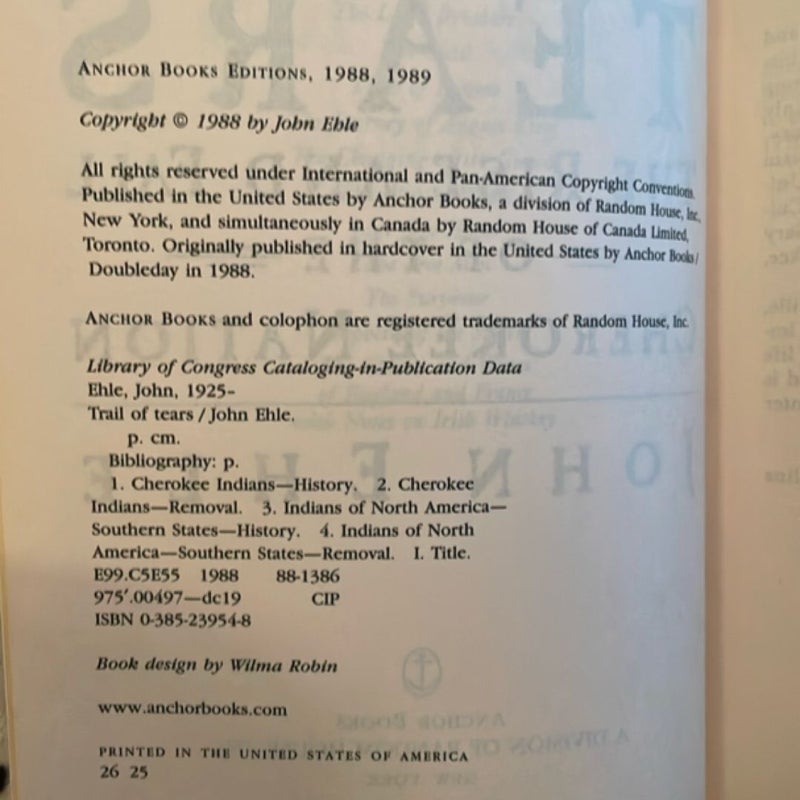 ANCHOR BOOKS EDITIONS, 1988, 1989
Copyright © 1988 by John Ehle
All rights reserved under International and Pan-American Copyright Conventions.
Published in the United States by Anchor Books, a division of Random House, Inc.,
New York, and simultaneously in Canada by Random House of Canada Limited,
Toronto. Originally published in hardcover in the United States by Anchor Books/
Doubleday in 1988.
ANCHOR BOOKS and colophon are registered trademarks of Random House, Inc.
Library of Congress Cataloging-in-Publication Data
Ehle, John, 1925–
Trail of tears / John Ehle.
p. cm.
Bibliography: p.
1. Cherokee Indians—History. 2. Cherokee
Indians—Removal. 3. Indians of North America—
Southern States—History. 4. Indians of North
America—Southern States—Removal. I. Title.
E99.C5E55 1988 88-1386
975′.00497—dc19 CIP
ISBN 0-385-23954-8
Book design by Wilma Robin
www.anchorbooks.com
PRINTED IN THE UNITED STATES OF AMERICA
26 25